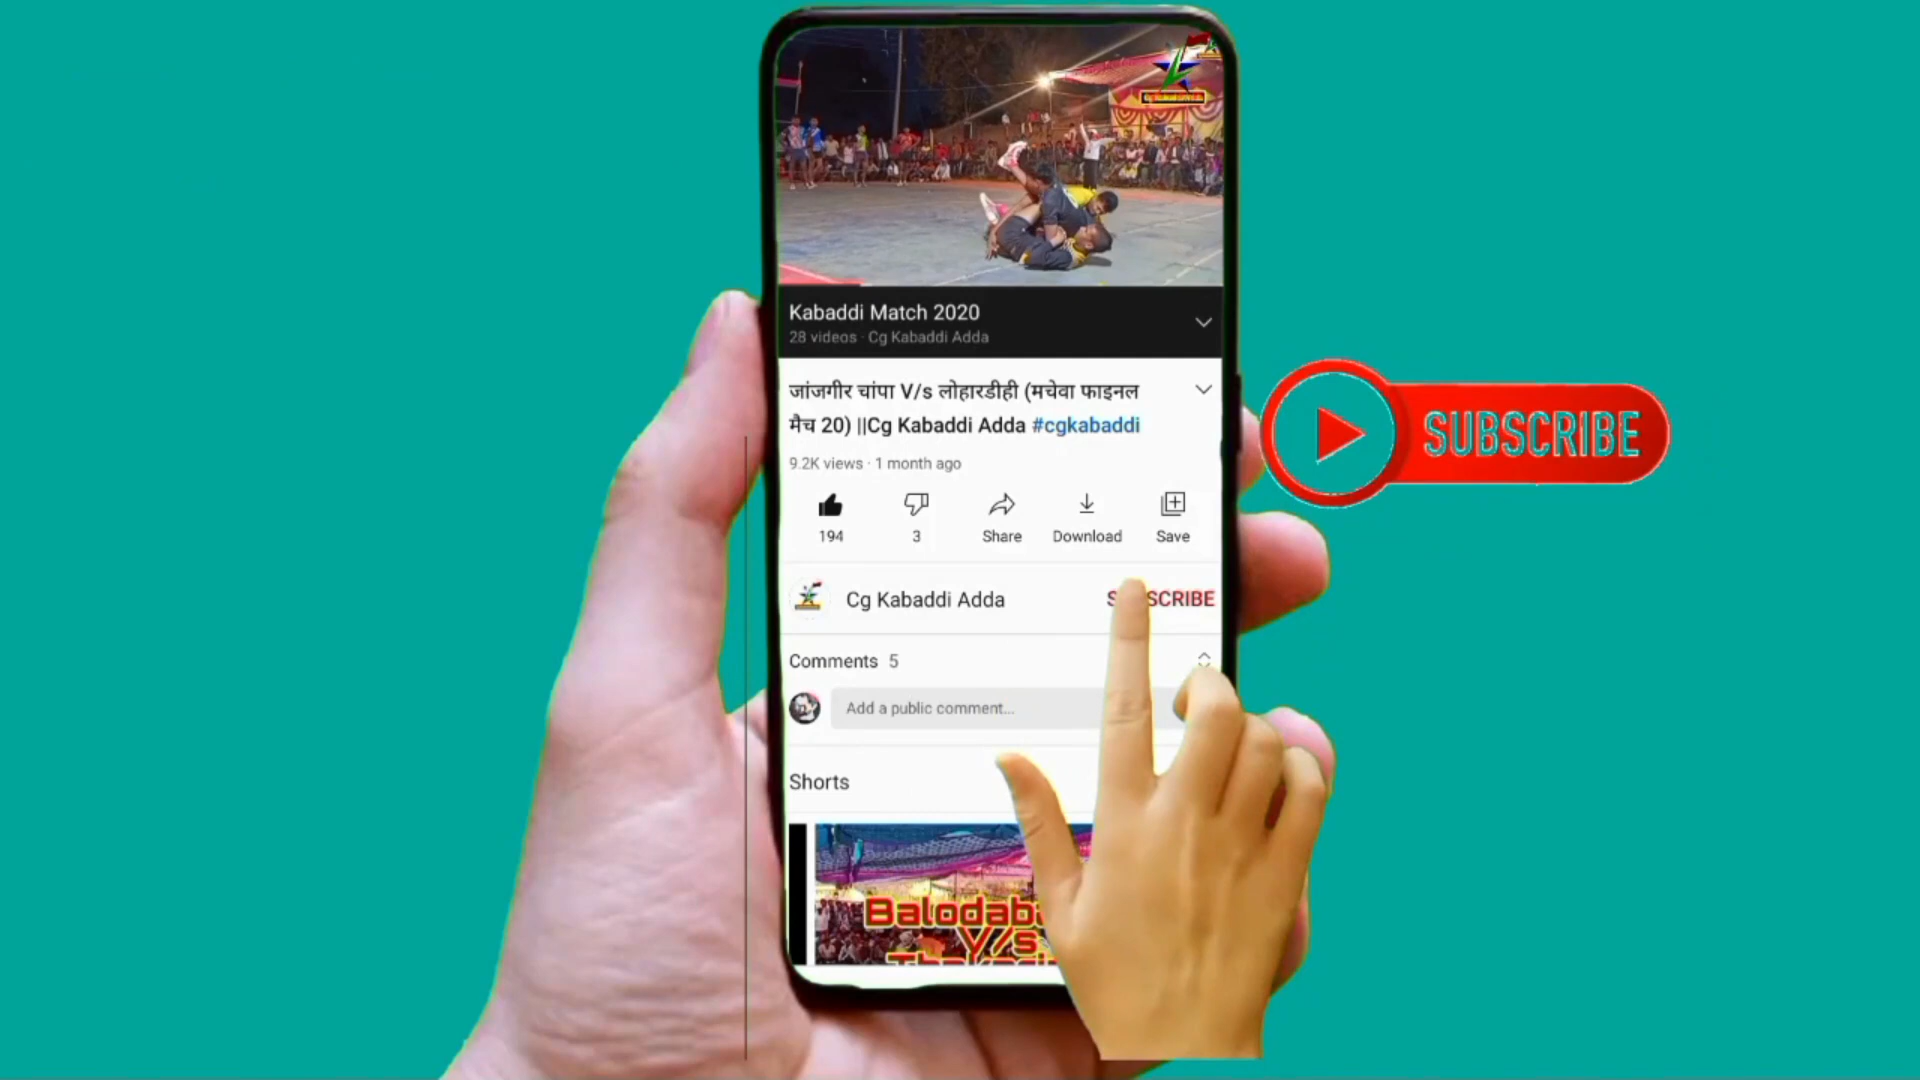 Kabaddi Match 2020
28 videos · Cg Kabaddi Adda
जांजगीर चांपा V/s लोहारडीही (मचेवा फाइनल
मैच 20) ||Cg Kabaddi Adda #cgkabaddi
9.2K views · 1 month ago
194 3 Share Download Save
SUBSCRIBE
Cg Kabaddi Adda
Comments 5
Add a public comment...
Shorts
V/s